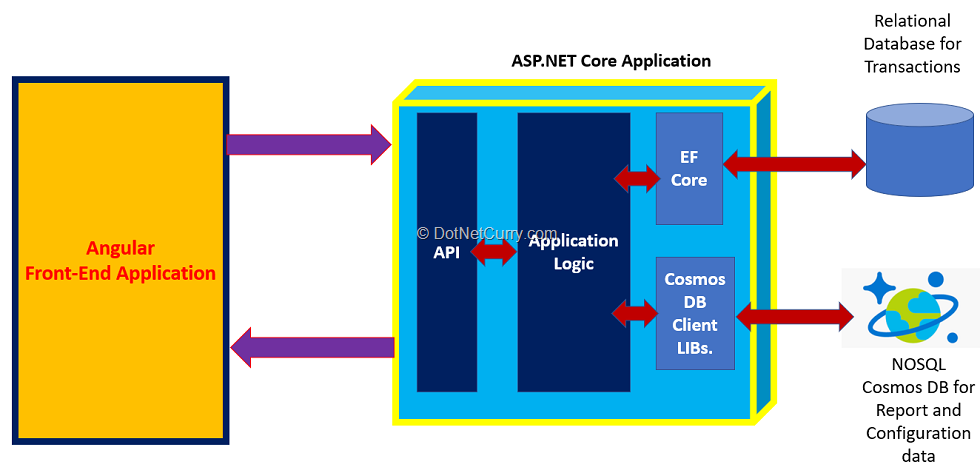 Relational
Database for
Transactions
ASP.NET Core Application
Angular
Front-End Application
© DotNetCurry.com
API
Application
Logic
EF
Core
Cosmos
DB
Client
LIBs.
NOSQL
Cosmos DB for
Report and
Configuration
data